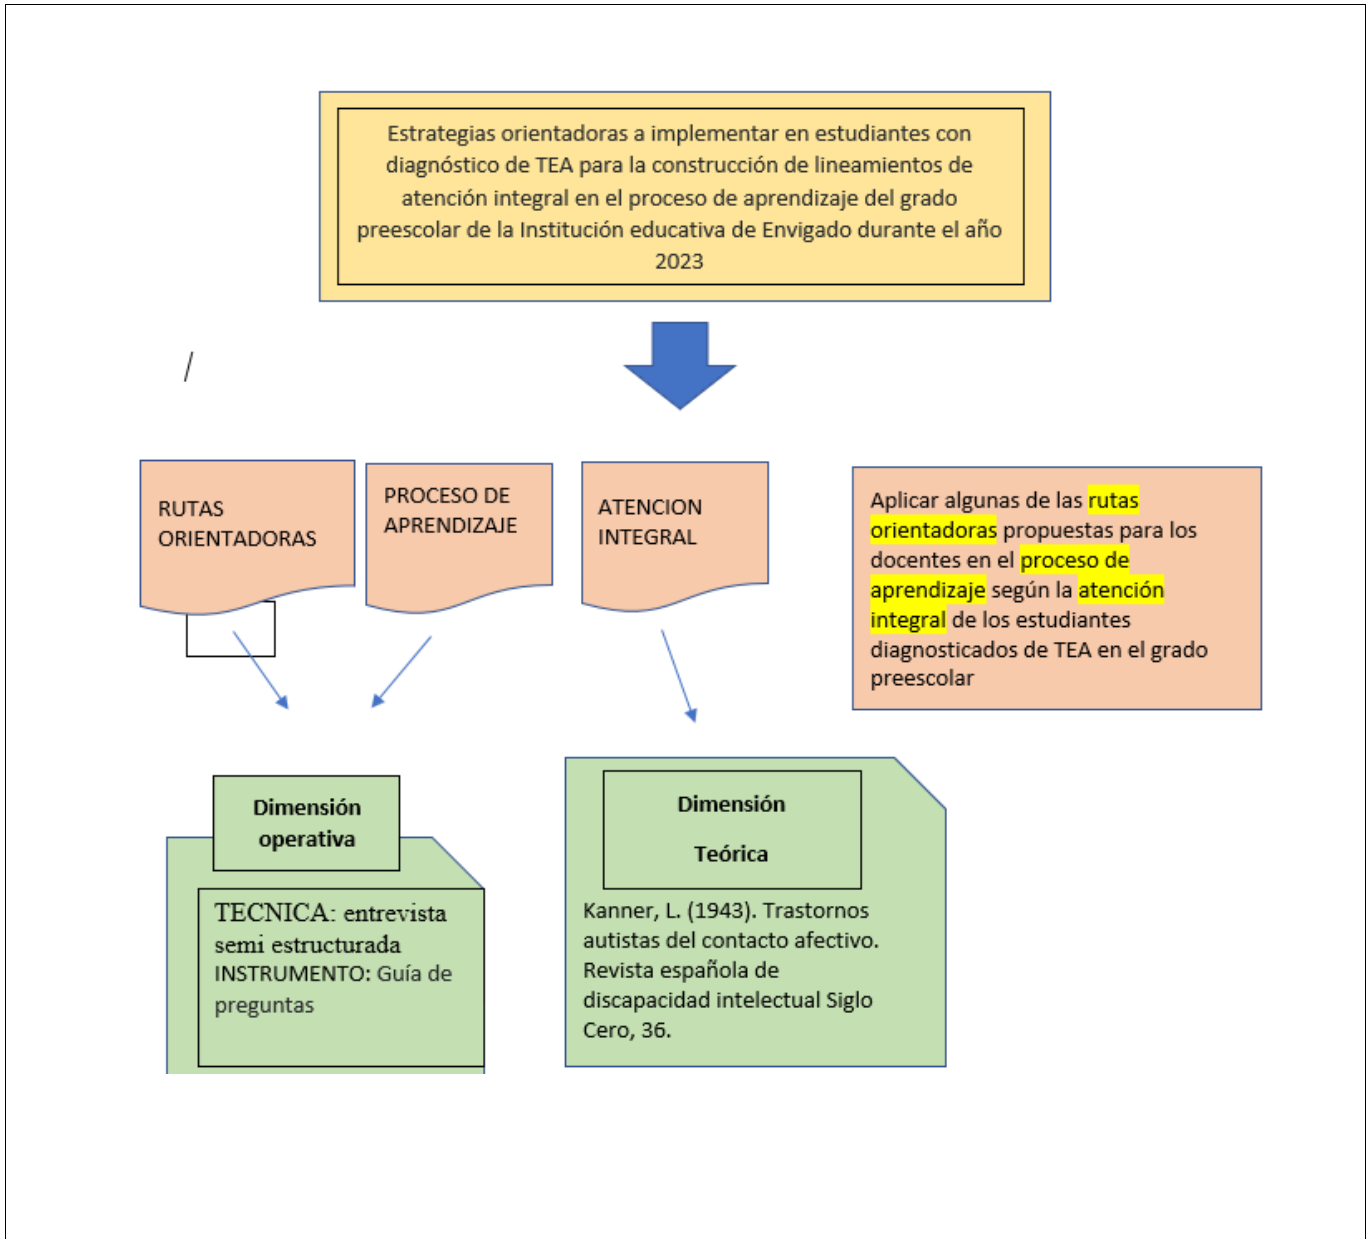 Estrategias orientadoras a implementar en estudiantes con
diagnóstico de TEA para la construcción de lineamientos de
atención integral en el proceso de aprendizaje del grado
preescolar de la Institución educativa de Envigado durante el año
2023
/
RUTAS
ORIENTADORAS
PROCESO DE
APRENDIZAJE
ATENCION
INTEGRAL
Aplicar algunas de las rutas
orientadoras propuestas para los
docentes en el proceso de
aprendizaje según la atención
integral de los estudiantes
diagnosticados de TEA en el grado
preescolar
Dimensión
operativa
TECNICA: entrevista
semi estructurada
INSTRUMENTO: Guía de
preguntas
Dimensión
Teórica
Kanner, L. (1943). Trastornos
autistas del contacto afectivo.
Revista española de
discapacidad intelectual Siglo
Cero, 36.